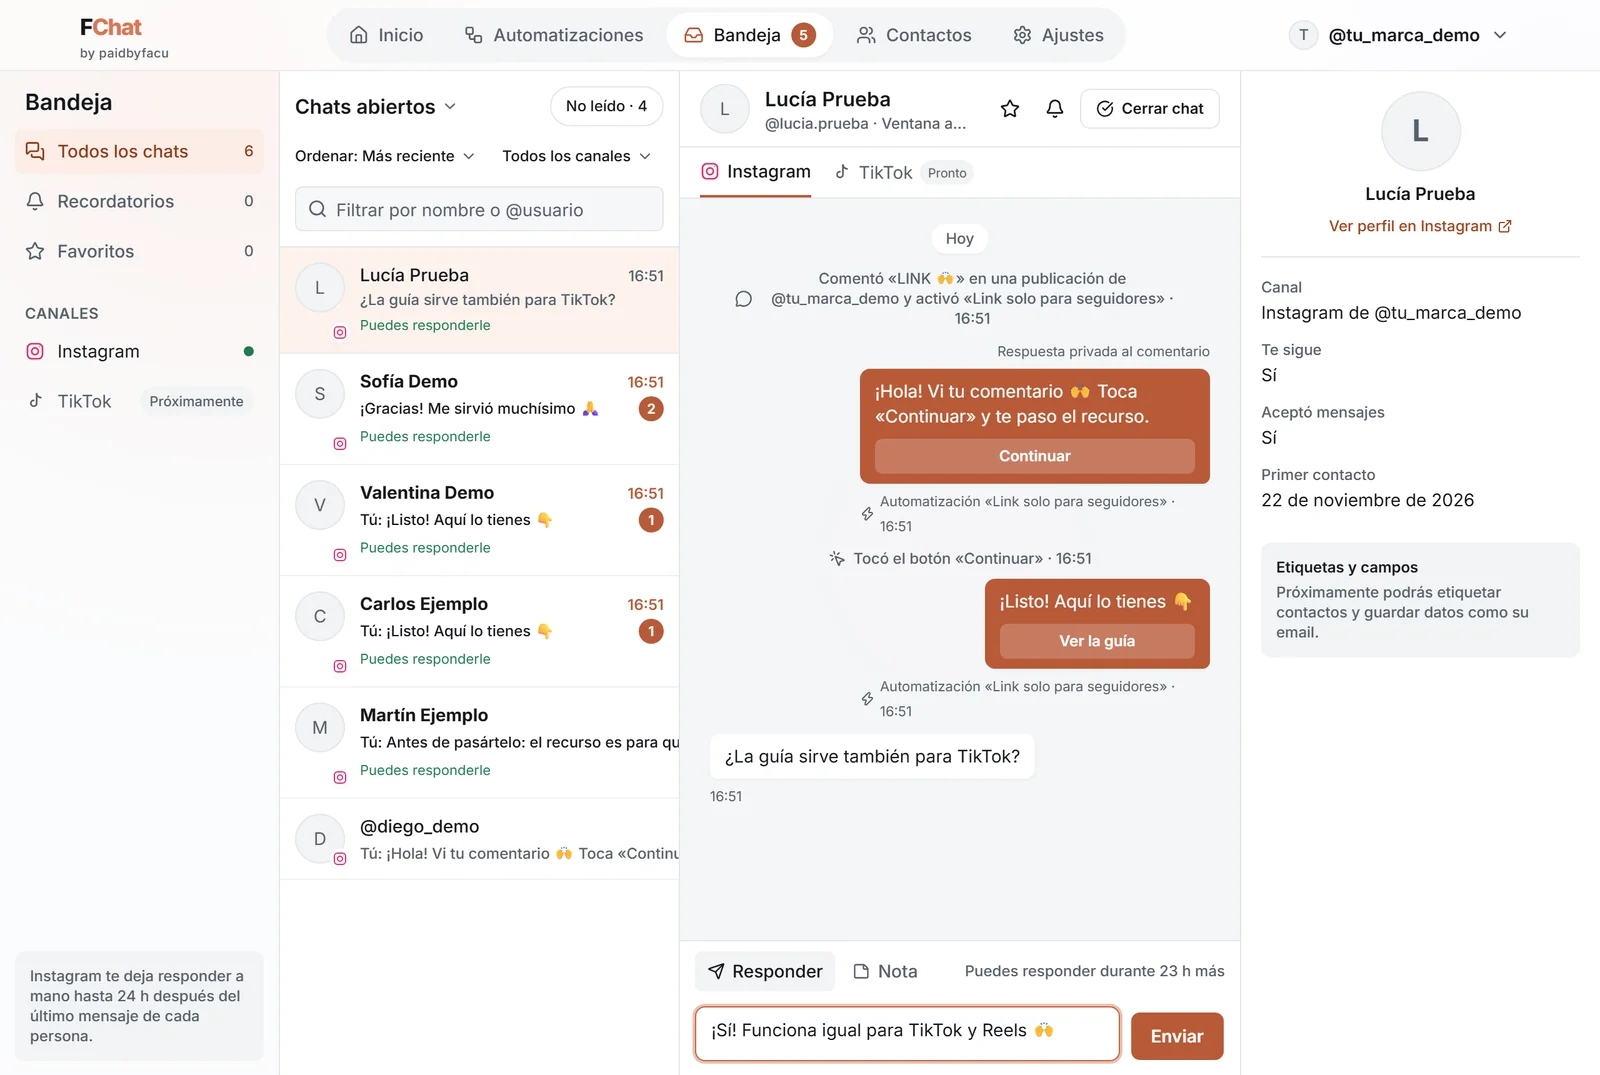 FChat
by paidbyfacu
Inicio
Automatizaciones
Bandeja 5
Contactos
Ajustes
T @tu_marca_demo
Bandeja
Todos los chats 6
Recordatorios 0
Favoritos 0
CANALES
Instagram
TikTok Próximamente
Instagram te deja responder a
mano hasta 24 h después del
último mensaje de cada
persona.
Chats abiertos
No leído · 4
Ordenar: Más reciente
Todos los canales
Filtrar por nombre o @usuario
L
Lucía Prueba 16:51
¿La guía sirve también para TikTok?
Puedes responderle
S
Sofía Demo 16:51
¡Gracias! Me sirvió muchísimo 🙏 2
Puedes responderle
V
Valentina Demo 16:51
Tú: ¡Listo! Aquí lo tienes 👇 1
Puedes responderle
C
Carlos Ejemplo 16:51
Tú: ¡Listo! Aquí lo tienes 👇 1
Puedes responderle
M
Martín Ejemplo
Tú: Antes de pasártelo: el recurso es para qu
Puedes responderle
D
@diego_demo
Tú: ¡Hola! Vi tu comentario 🙌 Toca «Continu
L
Lucía Prueba
@lucia.prueba · Ventana a...
Cerrar chat
Instagram
TikTok Pronto
Hoy
Comentó «LINK 🙌» en una publicación de
@tu_marca_demo y activó «Link solo para seguidores» ·
16:51
Respuesta privada al comentario
¡Hola! Vi tu comentario 🙌 Toca
«Continuar» y te paso el recurso.
Continuar
Automatización «Link solo para seguidores» ·
16:51
Tocó el botón «Continuar» · 16:51
¡Listo! Aquí lo tienes 👇
Ver la guía
Automatización «Link solo para seguidores» ·
16:51
¿La guía sirve también para TikTok?
16:51
Responder
Nota
Puedes responder durante 23 h más
¡Sí! Funciona igual para TikTok y Reels 🙌
Enviar
L
Lucía Prueba
Ver perfil en Instagram
Canal
Instagram de @tu_marca_demo
Te sigue
Sí
Aceptó mensajes
Sí
Primer contacto
22 de noviembre de 2026
Etiquetas y campos
Próximamente podrás etiquetar
contactos y guardar datos como su
email.